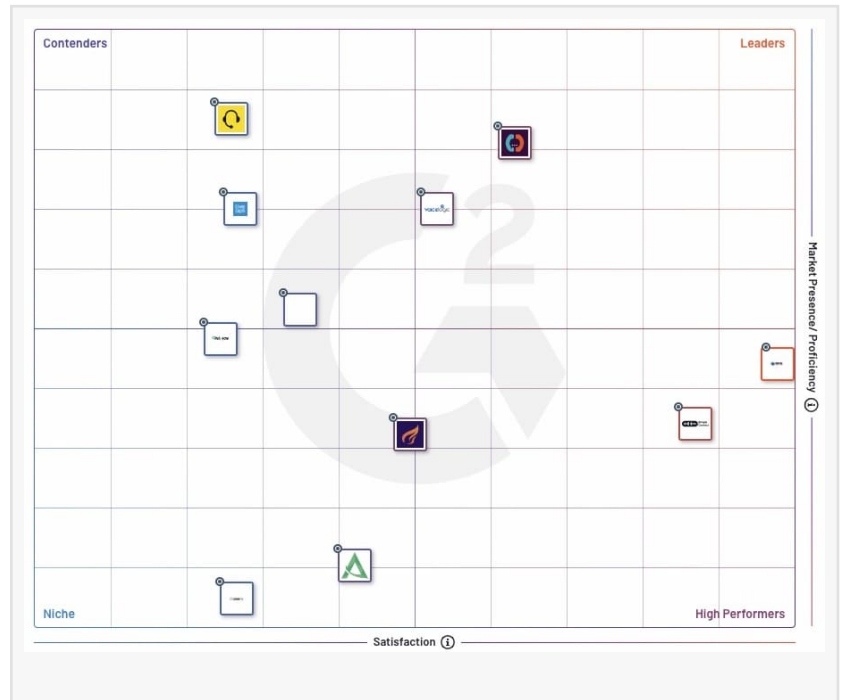 Contenders
Leaders
Market Presence/ Proficiency
Niche
High Performers
Satisfaction